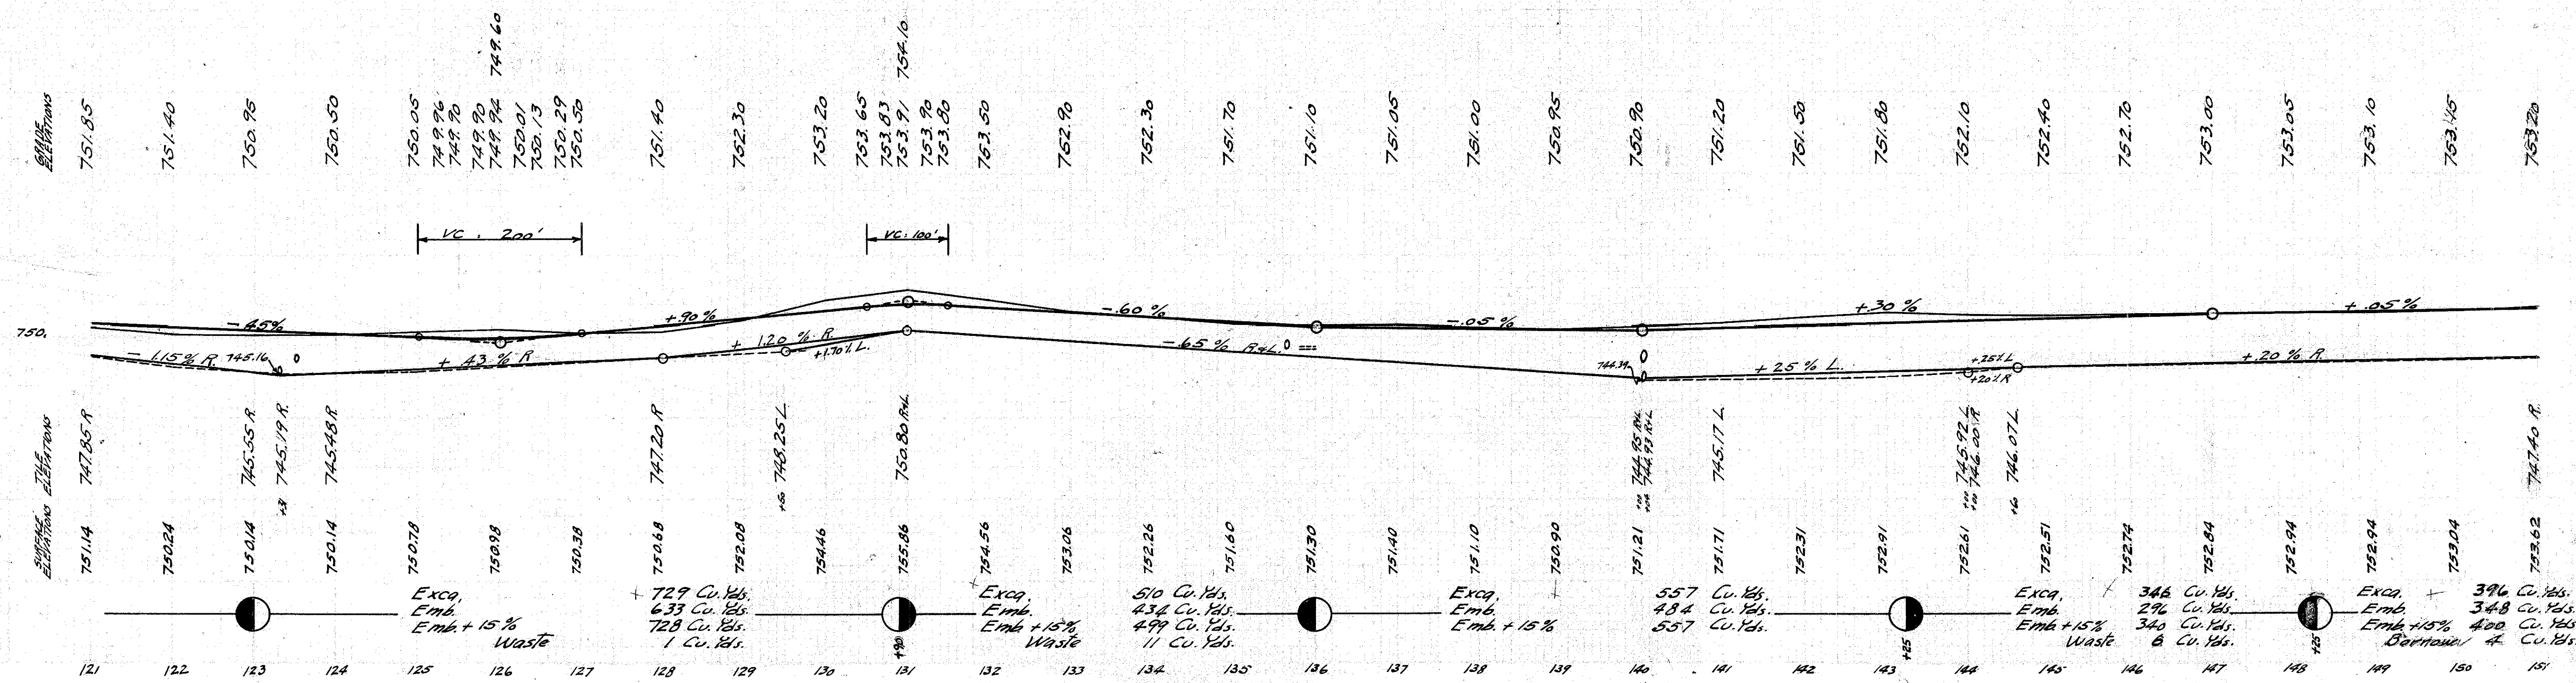 749.60 754.10
GRADE ELEVATIONS 751.85 751.40 750.95 750.50 750.05 749.96 749.90 749.90 749.94 750.01 750.13 750.29 750.50 751.40 752.30 753.20 753.65 753.83 753.91 753.90 753.80 753.50 752.90 752.30 751.70 751.10 751.05 751.00 750.95 750.90 751.20 751.50 751.80 752.10 752.40 752.70 753.00 753.05 753.10 753.15 753.20
VC. 200' VC. 100'
750. -.45% +.90% -.60% -.05% +.30% +.05%
-1.15% R. 745.16 +.43% R +1.20% R. +1.70% L. -.65% R&L. 744.39 +.25% L. +.25% L +.20% R +.20% R.
TILE ELEVATIONS 747.85 R 745.55 R. +31 745.19 R. 745.48 R. 747.20 R +50 748.25 L 750.80 R&L 744.95 R&L 744.93 R&L 745.17 L +00 745.92 L +00 746.00 R +60 746.07 L 747.40 R.
SURFACE ELEVATIONS 751.14 750.24 750.14 750.14 750.78 750.98 750.38 750.68 752.08 754.46 755.86 754.56 753.06 752.26 751.60 751.30 751.40 751.10 750.90 751.21 751.71 752.31 752.91 752.61 752.51 752.74 752.84 752.94 752.94 753.04 753.62
Exca. 729 Cu.Yds. Exca. 510 Cu.Yds. Exca. 557 Cu.Yds. Exca. 346 Cu.Yds. Exca. 396 Cu.Yds.
Emb. 633 Cu.Yds. Emb. 434 Cu.Yds. Emb. 484 Cu.Yds. Emb. 296 Cu.Yds. Emb. 348 Cu.Yds.
Emb.+15% 728 Cu.Yds. Emb+15% 499 Cu.Yds. Emb.+15% 557 Cu.Yds. Emb+15% 340 Cu.Yds. Emb.+15% 400 Cu.Yds.
Waste 1 Cu.Yds. +90 Waste 11 Cu.Yds. +25 Waste 6 Cu.Yds. +25 Borrow 4 Cu.Yds.
121 122 123 124 125 126 127 128 129 130 131 132 133 134 135 136 137 138 139 140 141 142 143 144 145 146 147 148 149 150 151